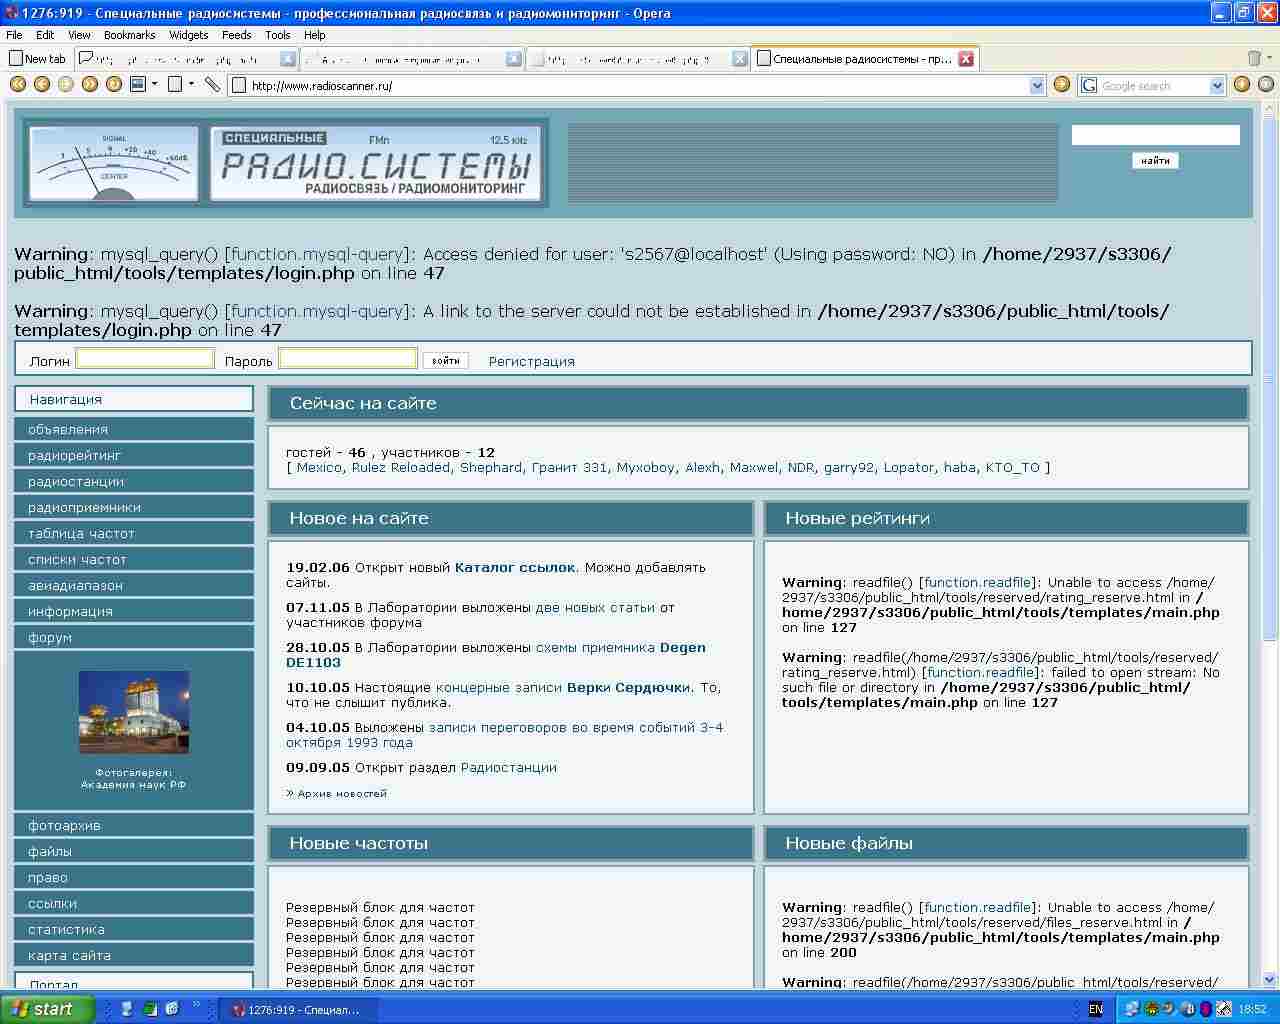 1276:919 - Специальные радиосистемы - профессиональная радиосвязь и радиомониторинг - Opera
File Edit View Bookmarks Widgets Feeds Tools Help
New tab
Специальные радиосистемы - пр...
http://www.radioscanner.ru/
Google search
SIGNAL
1 5 9 +20 +40 +60dB
CENTER
СПЕЦИАЛЬНЫЕ FMn 12.5 KHz
РАДИО.СИСТЕМЫ
РАДИОСВЯЗЬ / РАДИОМОНИТОРИНГ
найти
Warning: mysql_query() [function.mysql-query]: Access denied for user: 's2567@localhost' (Using password: NO) in /home/2937/s3306/
public_html/tools/templates/login.php on line 47
Warning: mysql_query() [function.mysql-query]: A link to the server could not be established in /home/2937/s3306/public_html/tools/
templates/login.php on line 47
Логин Пароль войти Регистрация
Навигация
объявления
радиорейтинг
радиостанции
радиоприемники
таблица частот
списки частот
авиадиапазон
информация
форум
Фотогалерея:
Академия наук РФ
фотоархив
файлы
право
ссылки
статистика
карта сайта
Портал
Сейчас на сайте
гостей - 46 , участников - 12
[ Mexico, Rulez Reloaded, Shephard, Гранит 331, Myxoboy, Alexh, Maxwel, NDR, garry92, Lopator, haba, KTO_TO ]
Новое на сайте
19.02.06 Открыт новый Каталог ссылок. Можно добавлять
сайты.
07.11.05 В Лаборатории выложены две новых статьи от
участников форума
28.10.05 В Лаборатории выложены схемы приемника Degen
DE1103
10.10.05 Настоящие концерные записи Верки Сердючки. То,
что не слышит публика.
04.10.05 Выложены записи переговоров во время событий 3-4
октября 1993 года
09.09.05 Открыт раздел Радиостанции
» Архив новостей
Новые рейтинги
Warning: readfile() [function.readfile]: Unable to access /home/
2937/s3306/public_html/tools/reserved/rating_reserve.html in /
home/2937/s3306/public_html/tools/templates/main.php
on line 127
Warning: readfile(/home/2937/s3306/public_html/tools/reserved/
rating_reserve.html) [function.readfile]: failed to open stream: No
such file or directory in /home/2937/s3306/public_html/
tools/templates/main.php on line 127
Новые частоты
Резервный блок для частот
Резервный блок для частот
Резервный блок для частот
Резервный блок для частот
Резервный блок для частот
Резервный блок для частот
Новые файлы
Warning: readfile() [function.readfile]: Unable to access /home/
2937/s3306/public_html/tools/reserved/files_reserve.html in /
home/2937/s3306/public_html/tools/templates/main.php
on line 200
Warning: readfile(/home/2937/s3306/public_html/tools/reserved/
start
1276:919 - Специал...
EN
18:52